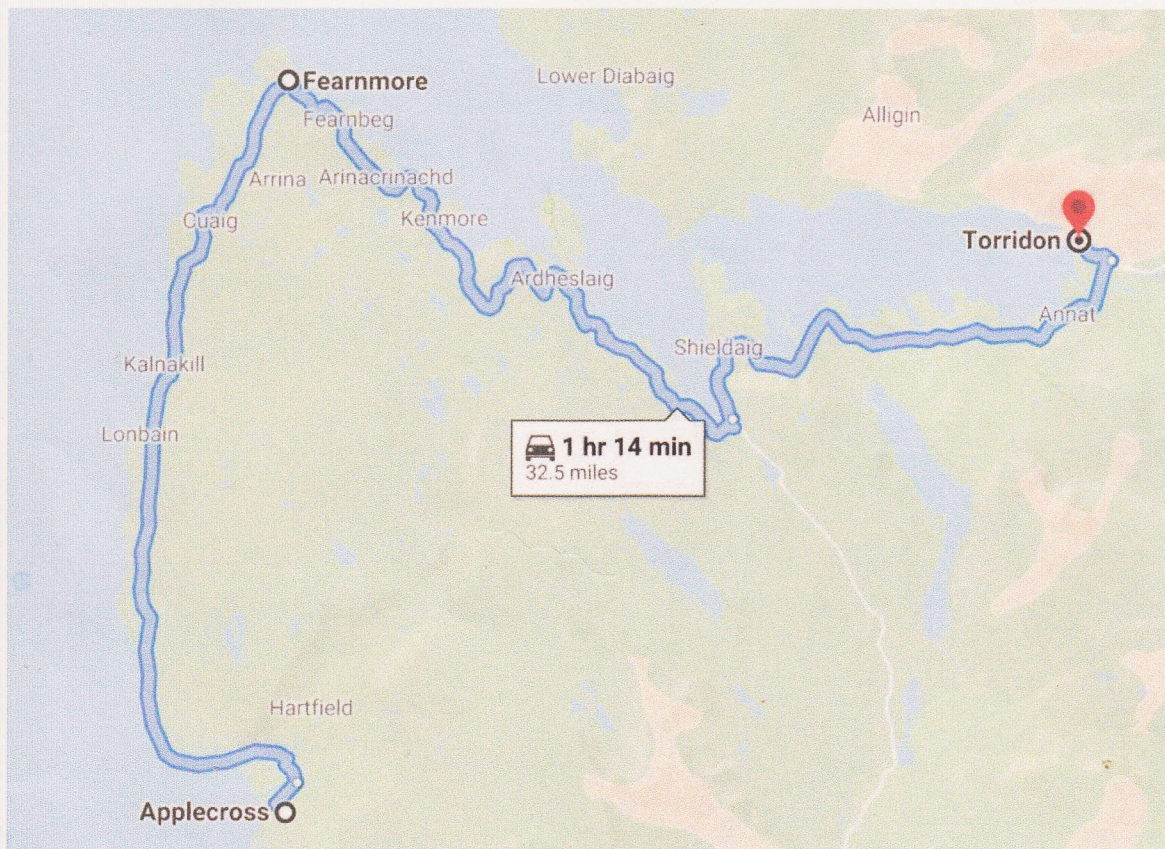 Fearnmore
Lower Diabaig
Fearnbeg
Alligin
Arrina
Arinacrinachd
Cuaig
Kenmore
Torridon
Ardheslaig
Annat
Shieldaig
Kalnakill
Lonbain
1 hr 14 min
32.5 miles
Hartfield
Applecross